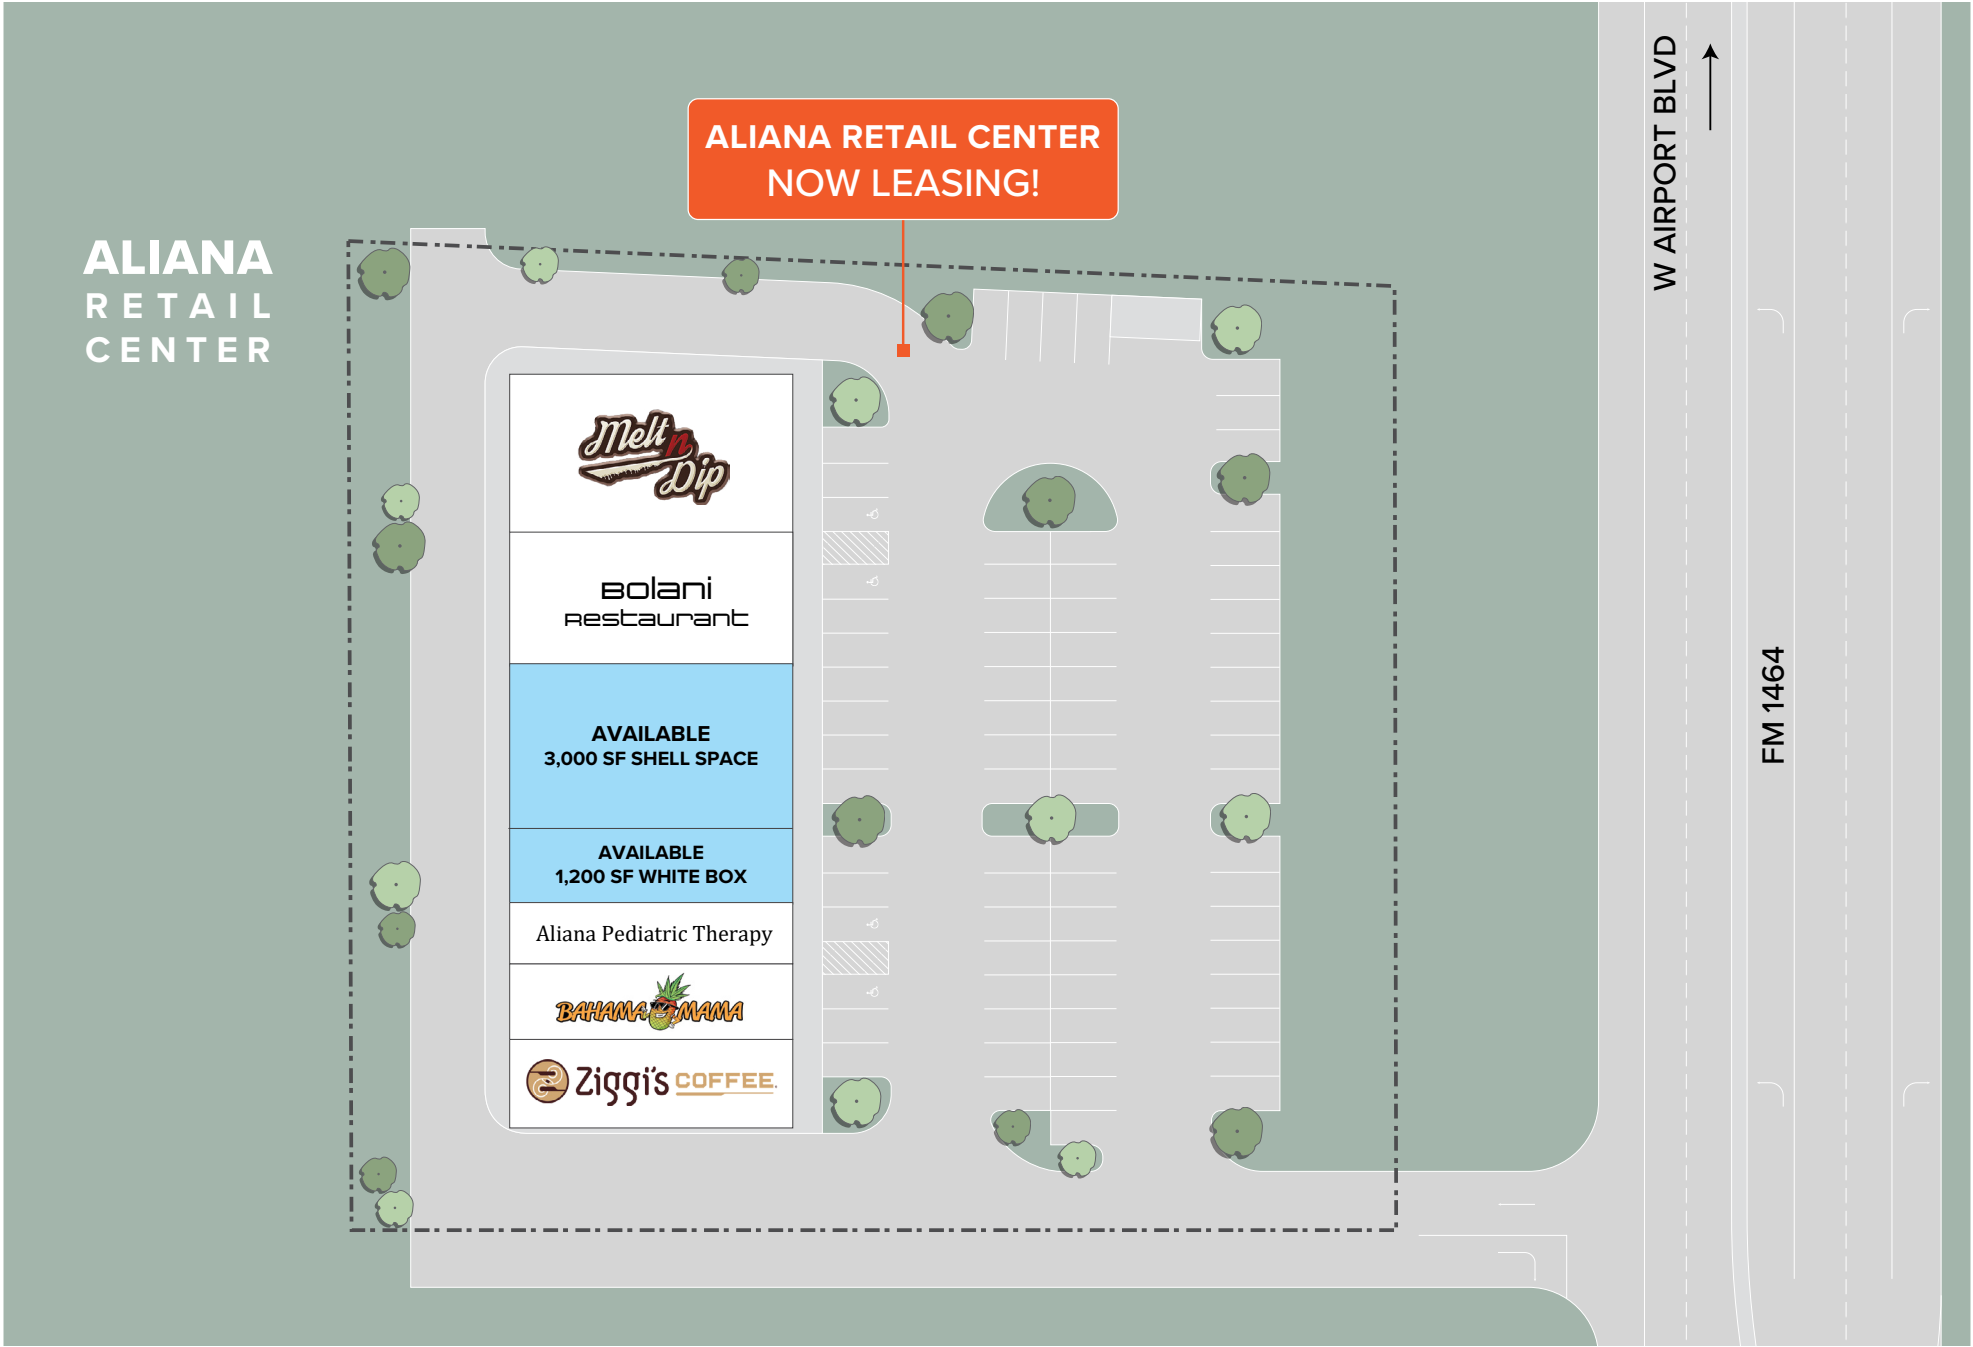 ALIANA RETAIL CENTER
NOW LEASING!
ALIANA
RETAIL
CENTER
W AIRPORT BLVD
FM 1464
Melt n
Dip
Bolani
Restaurant
AVAILABLE
3,000 SF SHELL SPACE
AVAILABLE
1,200 SF WHITE BOX
Aliana Pediatric Therapy
BAHAMA MAMA
Ziggi's COFFEE.